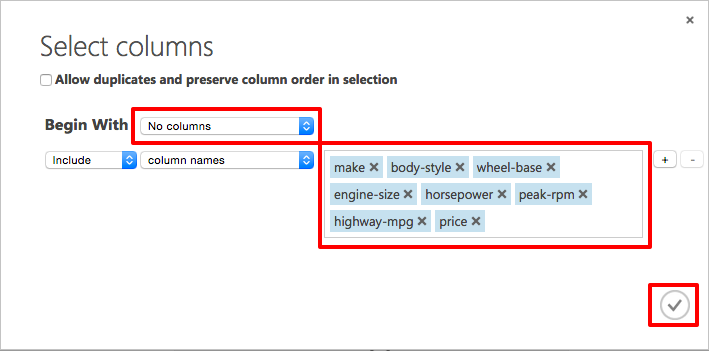 Select columns
Allow duplicates and preserve column order in selection
Begin With No columns
Include column names make body-style wheel-base + -
engine-size horsepower peak-rpm
highway-mpg price